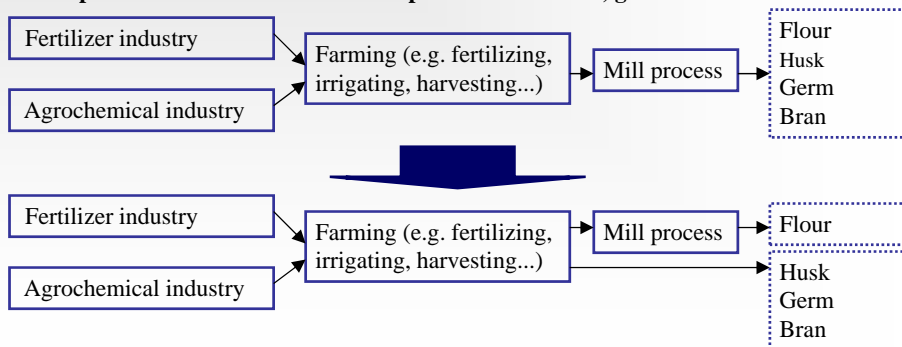 Fertilizer industry
Agrochemical industry
Farming (e.g. fertilizing,
irrigating, harvesting...)
Mill process
Flour
Husk
Germ
Bran
Fertilizer industry
Agrochemical industry
Farming (e.g. fertilizing,
irrigating, harvesting...)
Mill process
Flour
Husk
Germ
Bran